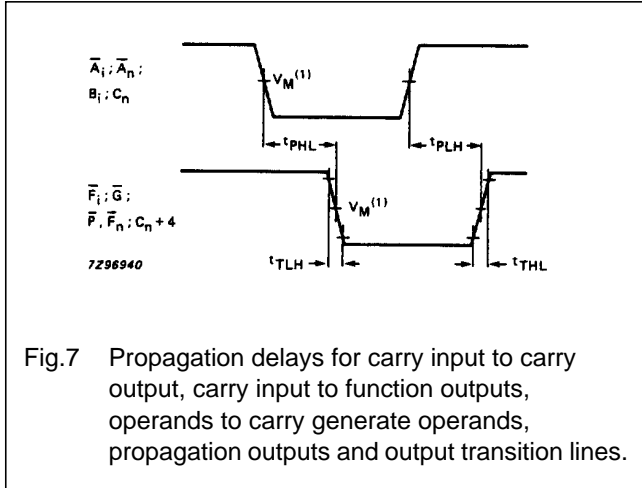 A̅i ; A̅n ;
Bi ; Cn
VM(1)
tPHL
tPLH
F̅i ; G̅ ;
P̅ , F̅n ; Cn + 4
VM(1)
7Z96940
tTLH
tTHL
Fig.7 Propagation delays for carry input to carry
output, carry input to function outputs,
operands to carry generate operands,
propagation outputs and output transition lines.